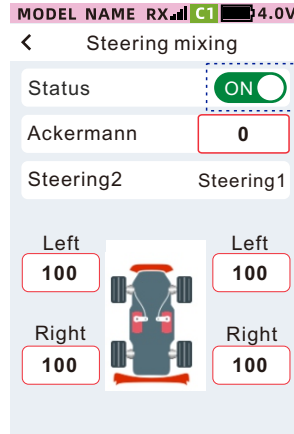 MODEL NAME RX C1 4.0V
Steering mixing
Status ON
Ackermann 0
Steering2 Steering1
Left Left
100 100
Right Right
100 100